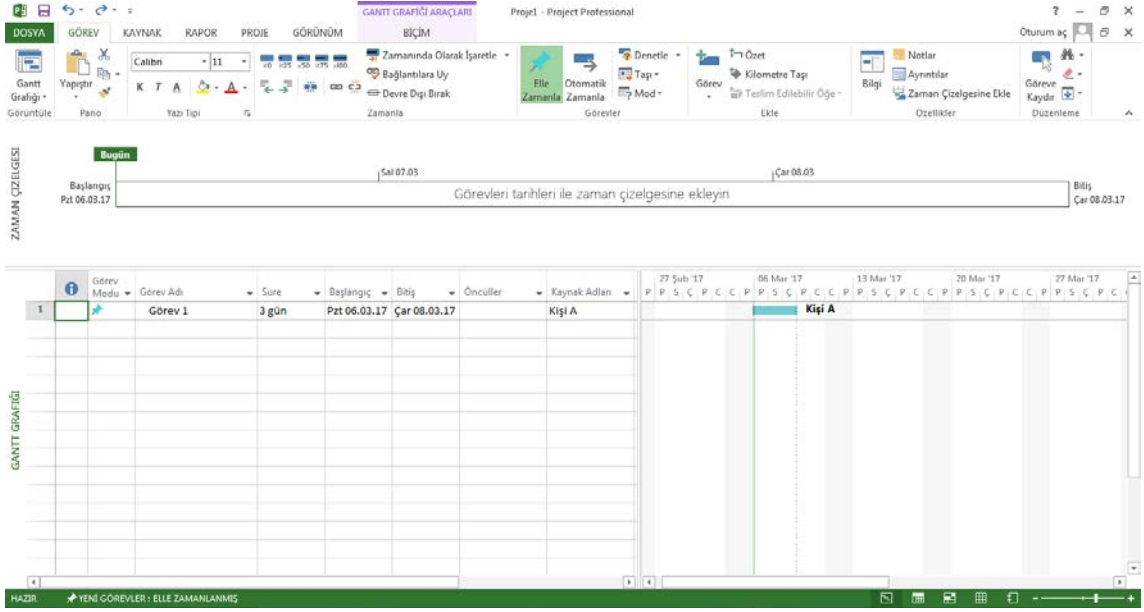 GANTT GRAFİĞİ ARAÇLARI
Proje1 - Project Professional
?
DOSYA GÖREV KAYNAK RAPOR PROJE GÖRÜNÜM BİÇİM
Oturum aç
Gantt Grafiği
Görüntüle
Yapıştır
Pano
Calibri 11
K T A A
Yazı Tipi
Zamanında Olarak İşaretle
Bağlantılara Uy
Devre Dışı Bırak
Zamanla
Elle Zamanla
Otomatik Zamanla
Denetle
Taşı
Mod
Görevler
Görev
Özet
Kilometre Taşı
Teslim Edilebilir Öğe
Ekle
Bilgi
Notlar
Ayrıntılar
Zaman Çizelgesine Ekle
Özellikler
Göreve Kaydır
Düzenleme
ZAMAN ÇİZELGESİ
Bugün
Sal 07.03
Çar 08.03
Başlangıç
Pzt 06.03.17
Görevleri tarihleri ile zaman çizelgesine ekleyin
Bitiş
Çar 08.03.17
GANTT GRAFİĞİ
Görev Modu
Görev Adı
Süre
Başlangıç
Bitiş
Öncüller
Kaynak Adları
27 Şub '17 06 Mar '17 13 Mar '17 20 Mar '17 27 Mar '17
P P S Ç P C C P P S Ç P C C P P S Ç P C C P P S Ç P C C P P S Ç P C
1 Görev 1 3 gün Pzt 06.03.17 Çar 08.03.17 Kişi A
Kişi A
HAZIR
YENİ GÖREVLER : ELLE ZAMANLANMIŞ